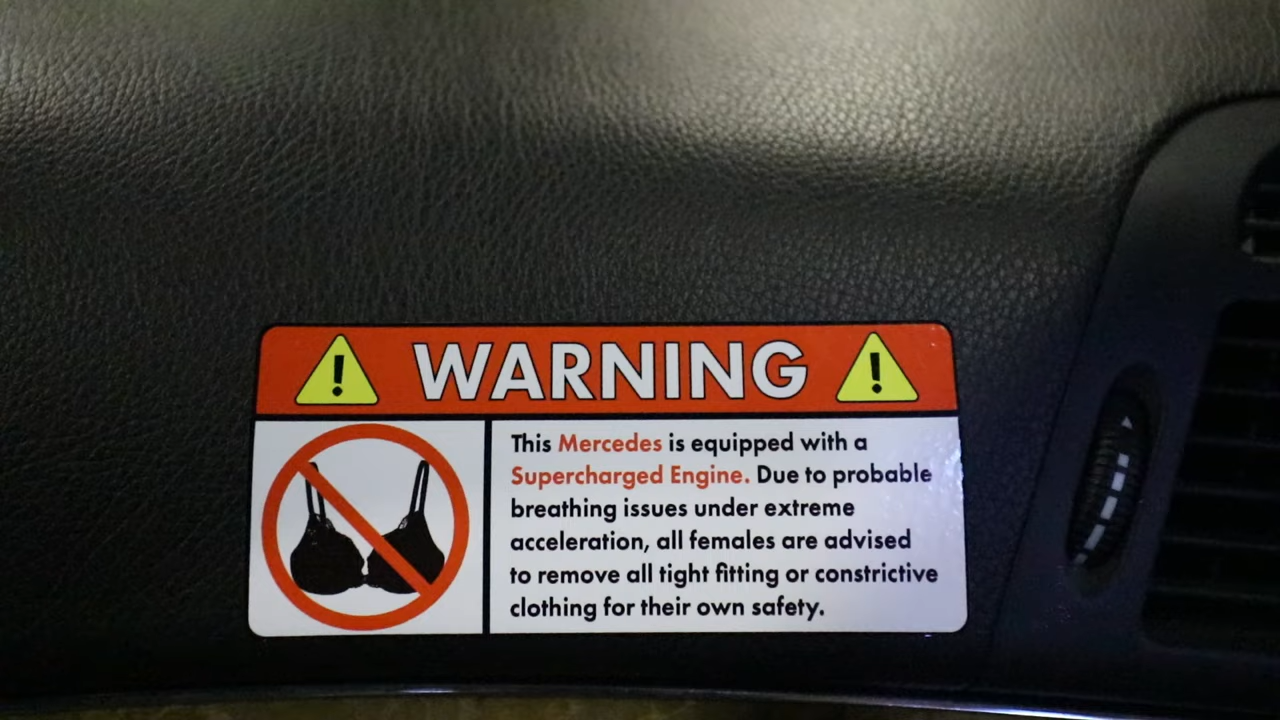 WARNING
This Mercedes is equipped with a
Supercharged Engine. Due to probable
breathing issues under extreme
acceleration, all females are advised
to remove all tight fitting or constrictive
clothing for their own safety.